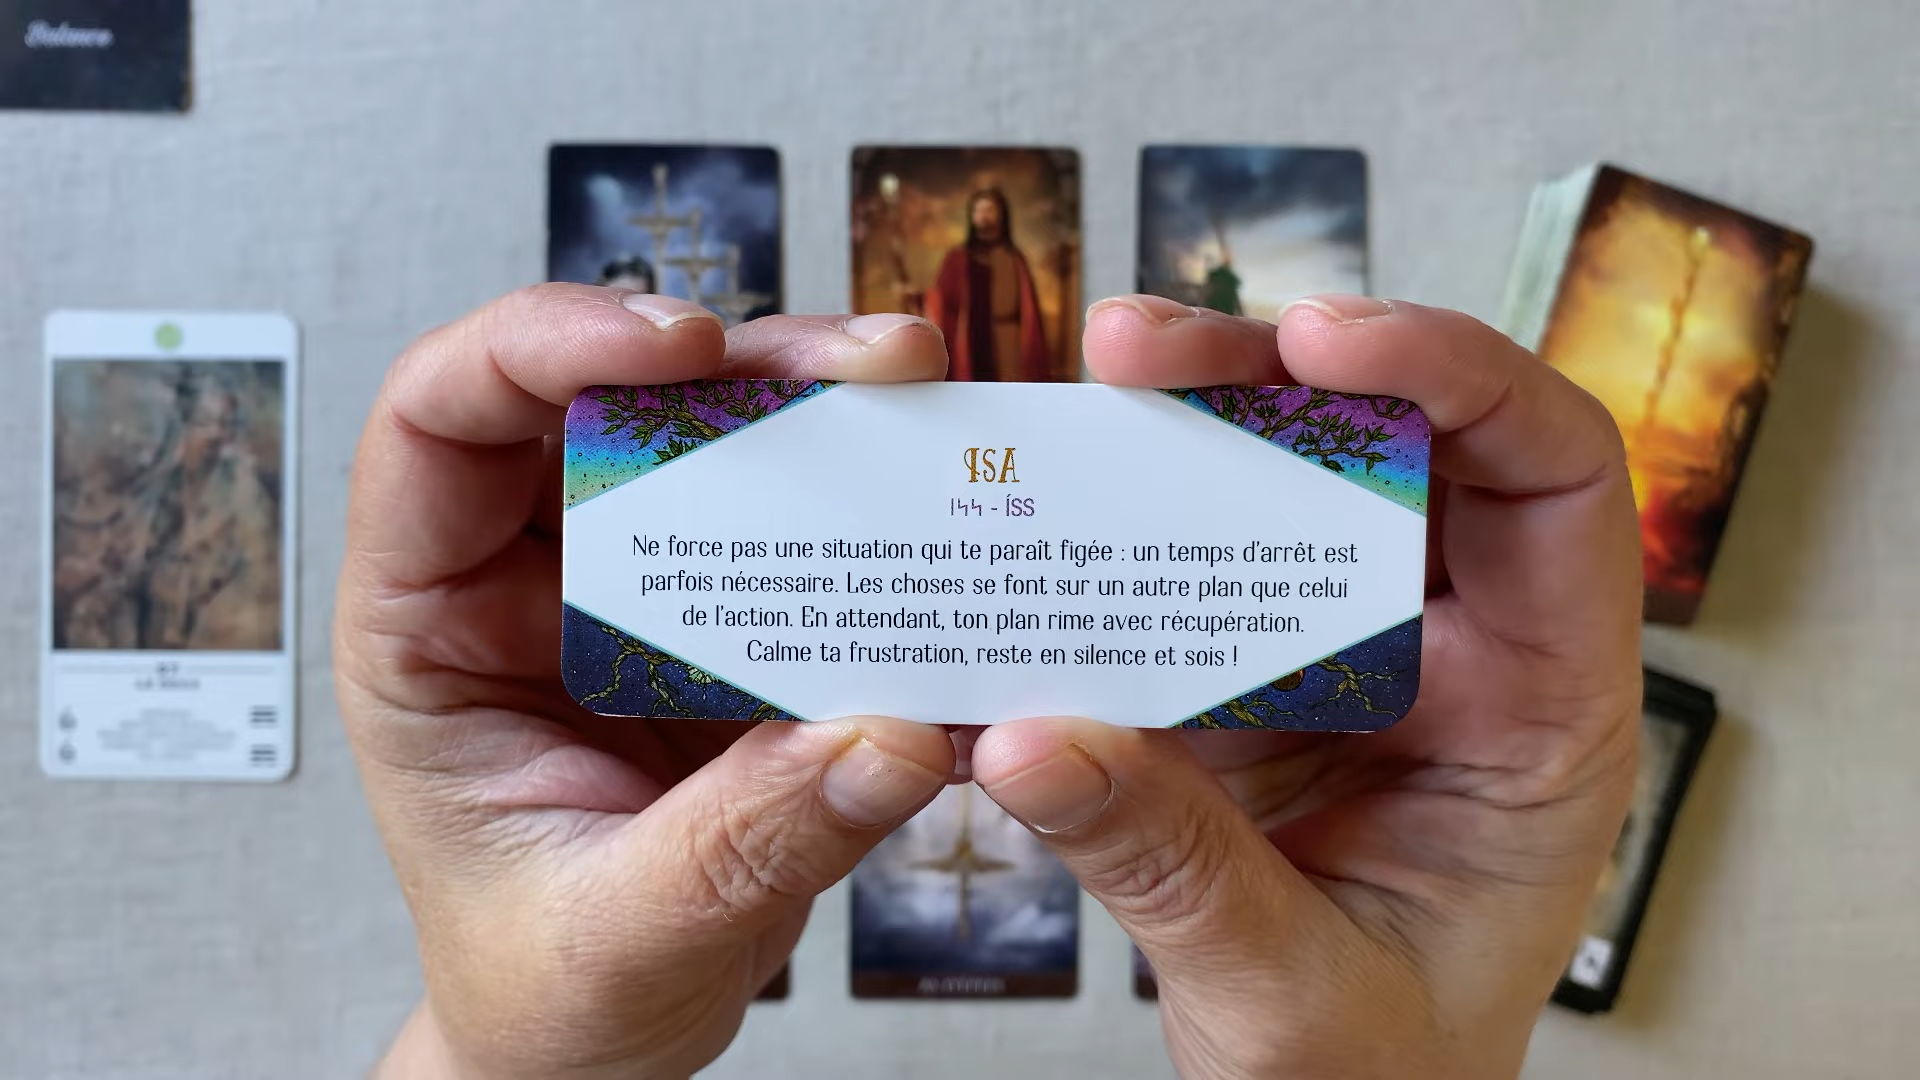 Balance
ISA
ᛁᛋᛋ - ÍSS
Ne force pas une situation qui te paraît figée : un temps d'arrêt est
parfois nécessaire. Les choses se font sur un autre plan que celui
de l'action. En attendant, ton plan rime avec récupération.
Calme ta frustration, reste en silence et sois !